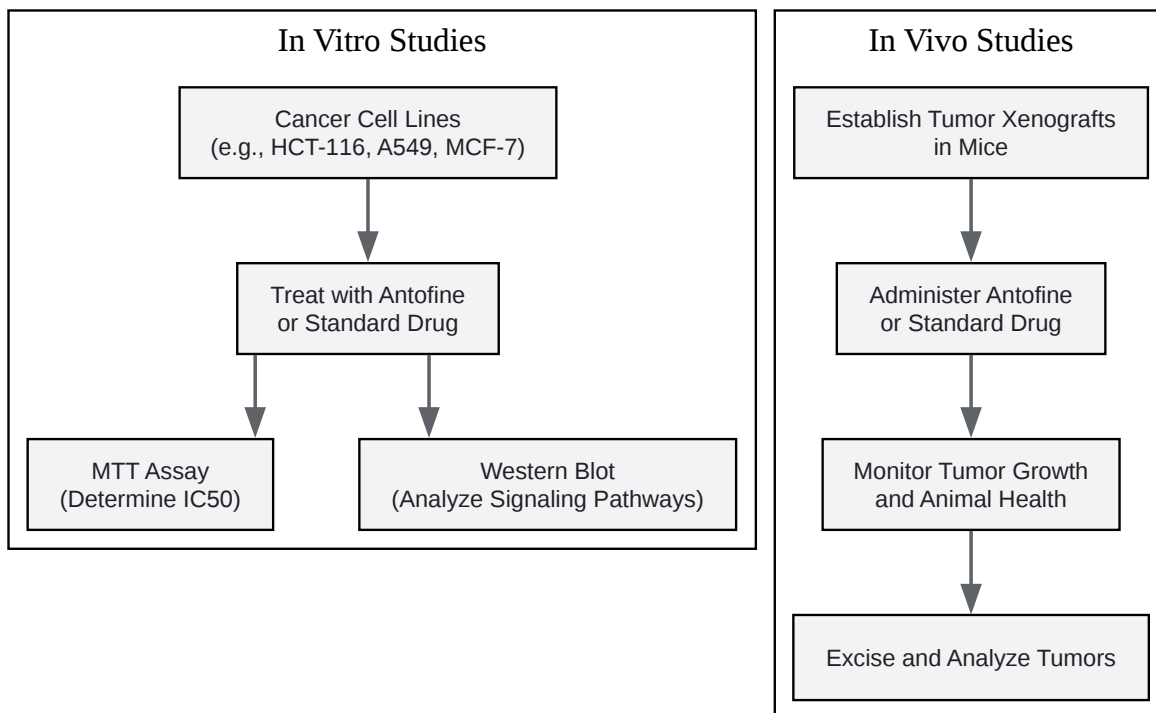 In Vitro Studies
Cancer Cell Lines
(e.g., HCT-116, A549, MCF-7)
Treat with Antofine
or Standard Drug
MTT Assay
(Determine IC50)
Western Blot
(Analyze Signaling Pathways)
In Vivo Studies
Establish Tumor Xenografts
in Mice
Administer Antofine
or Standard Drug
Monitor Tumor Growth
and Animal Health
Excise and Analyze Tumors